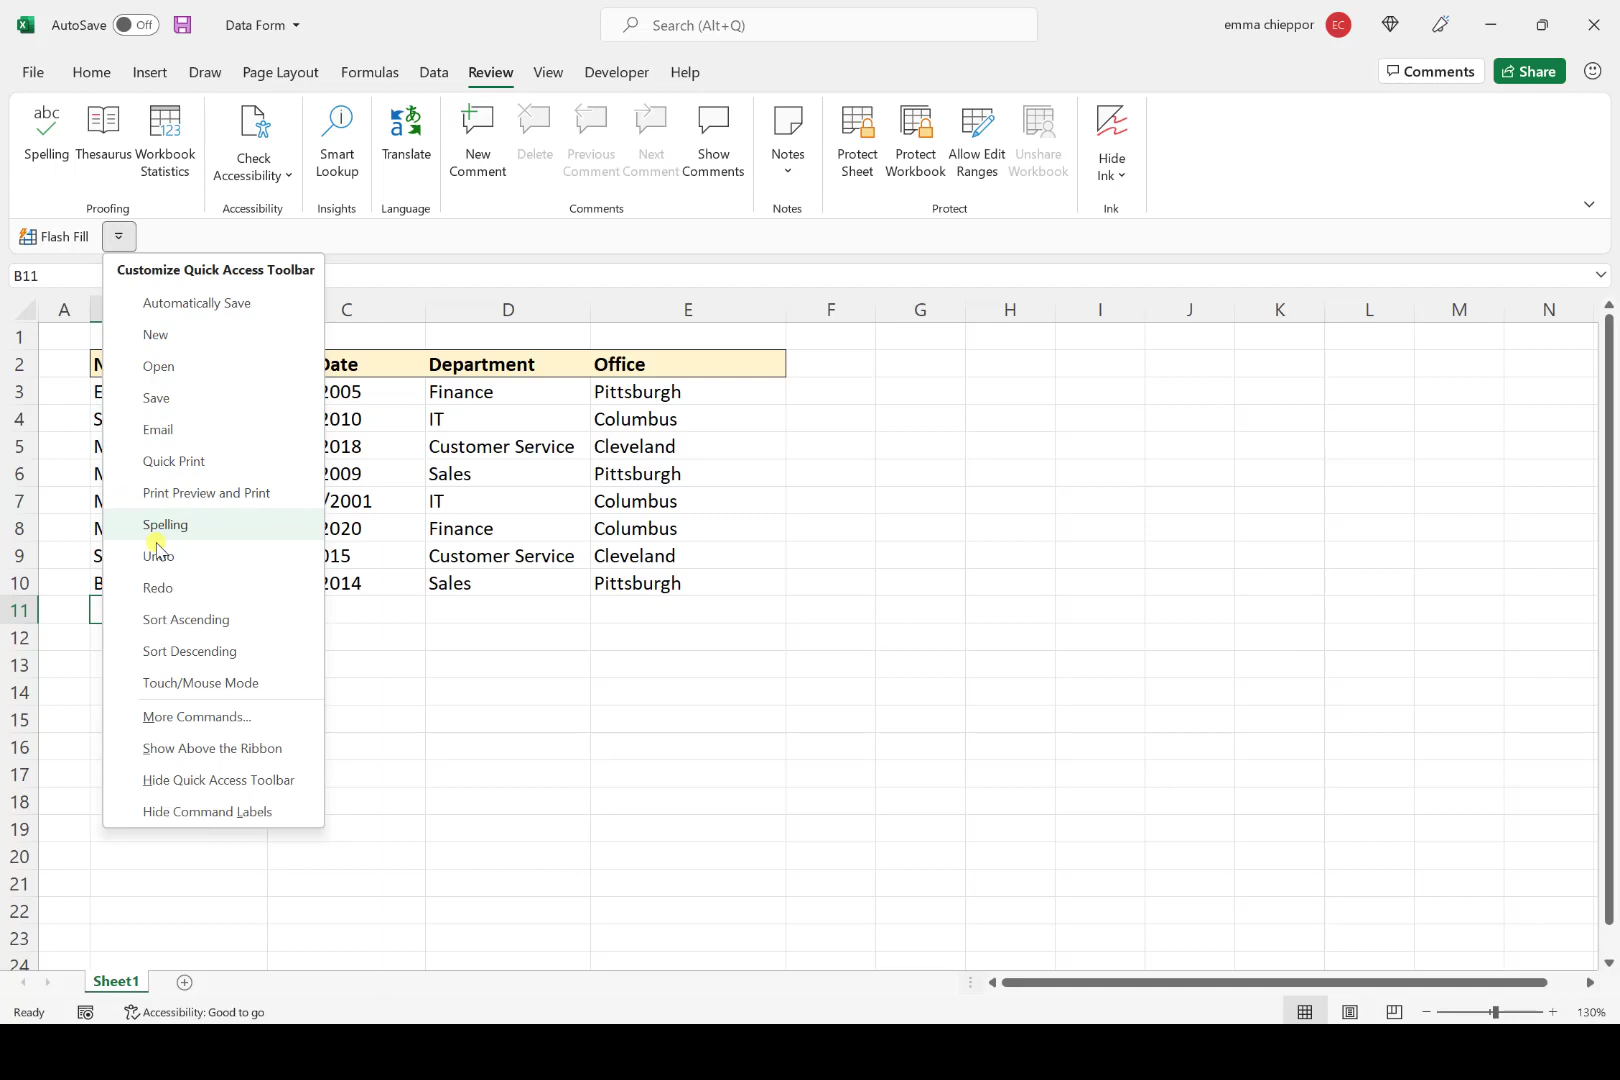 AutoSave Off Data Form Search (Alt+Q) emma chieppor EC
File Home Insert Draw Page Layout Formulas Data Review View Developer Help Comments Share
abc
Spelling
Thesaurus
Workbook
Statistics
Proofing
Check
Accessibility
Accessibility
Smart
Lookup
Insights
Translate
Language
New
Comment
Delete
Previous
Comment
Next
Comment
Show
Comments
Comments
Notes
Notes
Protect
Sheet
Protect
Workbook
Allow Edit
Ranges
Unshare
Workbook
Protect
Hide
Ink
Ink
Flash Fill
Customize Quick Access Toolbar
Automatically Save
New
Open
Save
Email
Quick Print
Print Preview and Print
Spelling
Undo
Redo
Sort Ascending
Sort Descending
Touch/Mouse Mode
More Commands...
Show Above the Ribbon
Hide Quick Access Toolbar
Hide Command Labels
B11
A C D E F G H I J K L M N
1
2 Date Department Office
3 2005 Finance Pittsburgh
4 2010 IT Columbus
5 2018 Customer Service Cleveland
6 2009 Sales Pittsburgh
7 /2001 IT Columbus
8 2020 Finance Columbus
9 015 Customer Service Cleveland
10 2014 Sales Pittsburgh
11
12
13
14
15
16
17
18
19
20
21
22
23
24
Sheet1
Ready Accessibility: Good to go 130%